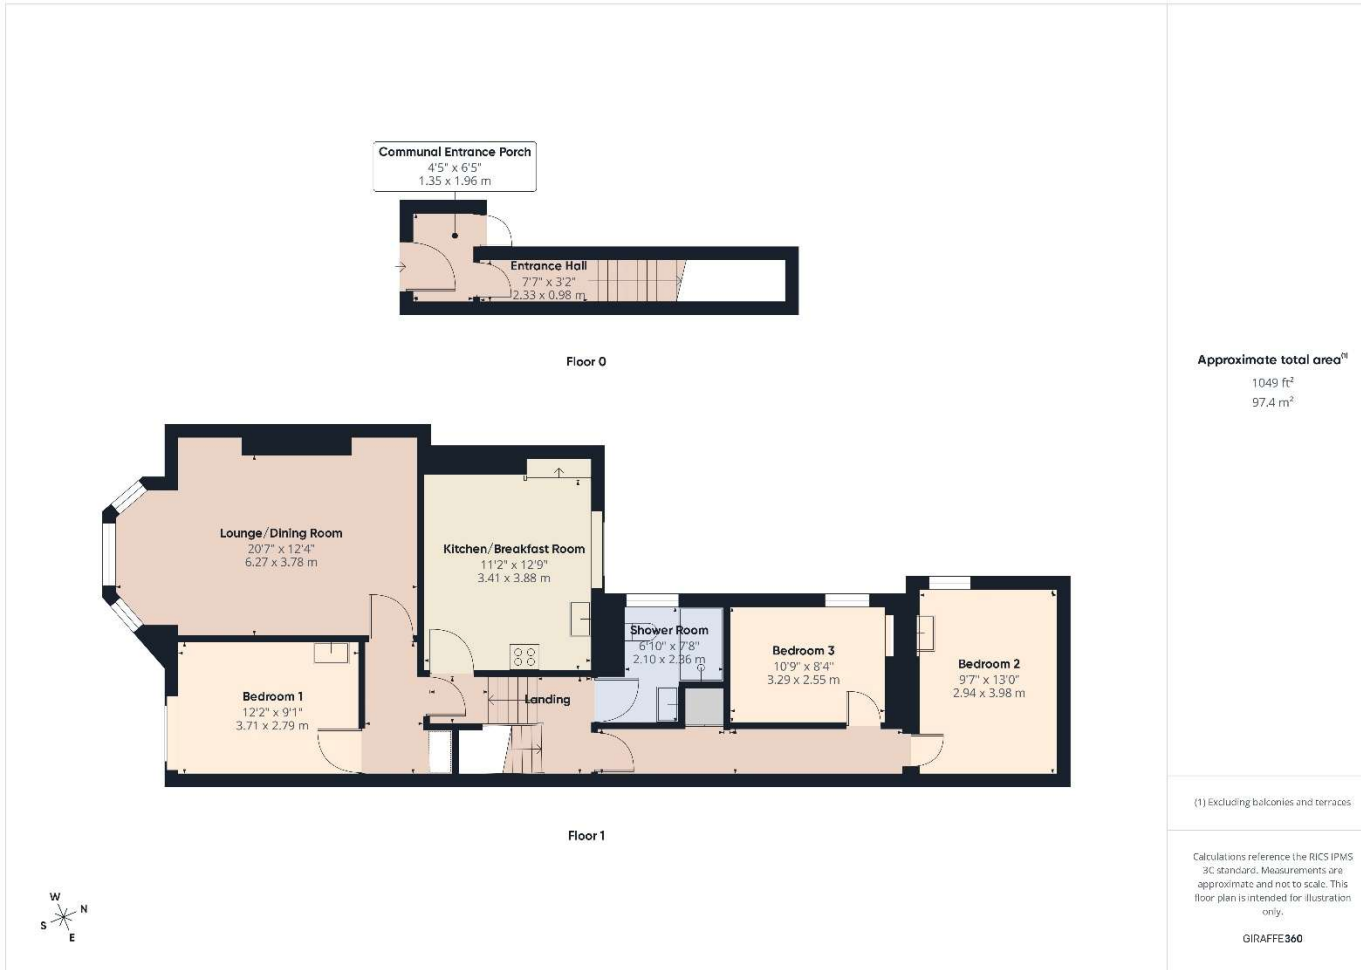 Communal Entrance Porch
4'5" x 6'5"
1.35 x 1.96 m
Entrance Hall
7'7" x 3'2"
2.33 x 0.98 m
Floor 0
Approximate total area(1)
1049 ft²
97.4 m²
Lounge/Dining Room
20'7" x 12'4"
6.27 x 3.78 m
Kitchen/Breakfast Room
11'2" x 12'9"
3.41 x 3.88 m
Shower Room
6'10" x 7'8"
2.10 x 2.36 m
Bedroom 3
10'9" x 8'4"
3.29 x 2.55 m
Bedroom 2
9'7" x 13'0"
2.94 x 3.98 m
Bedroom 1
12'2" x 9'1"
3.71 x 2.79 m
Landing
Floor 1
(1) Excluding balconies and terraces
Calculations reference the RICS IPMS
3C standard. Measurements are
approximate and not to scale. This
floor plan is intended for illustration
only.
GIRAFFE360
W
N
S
E